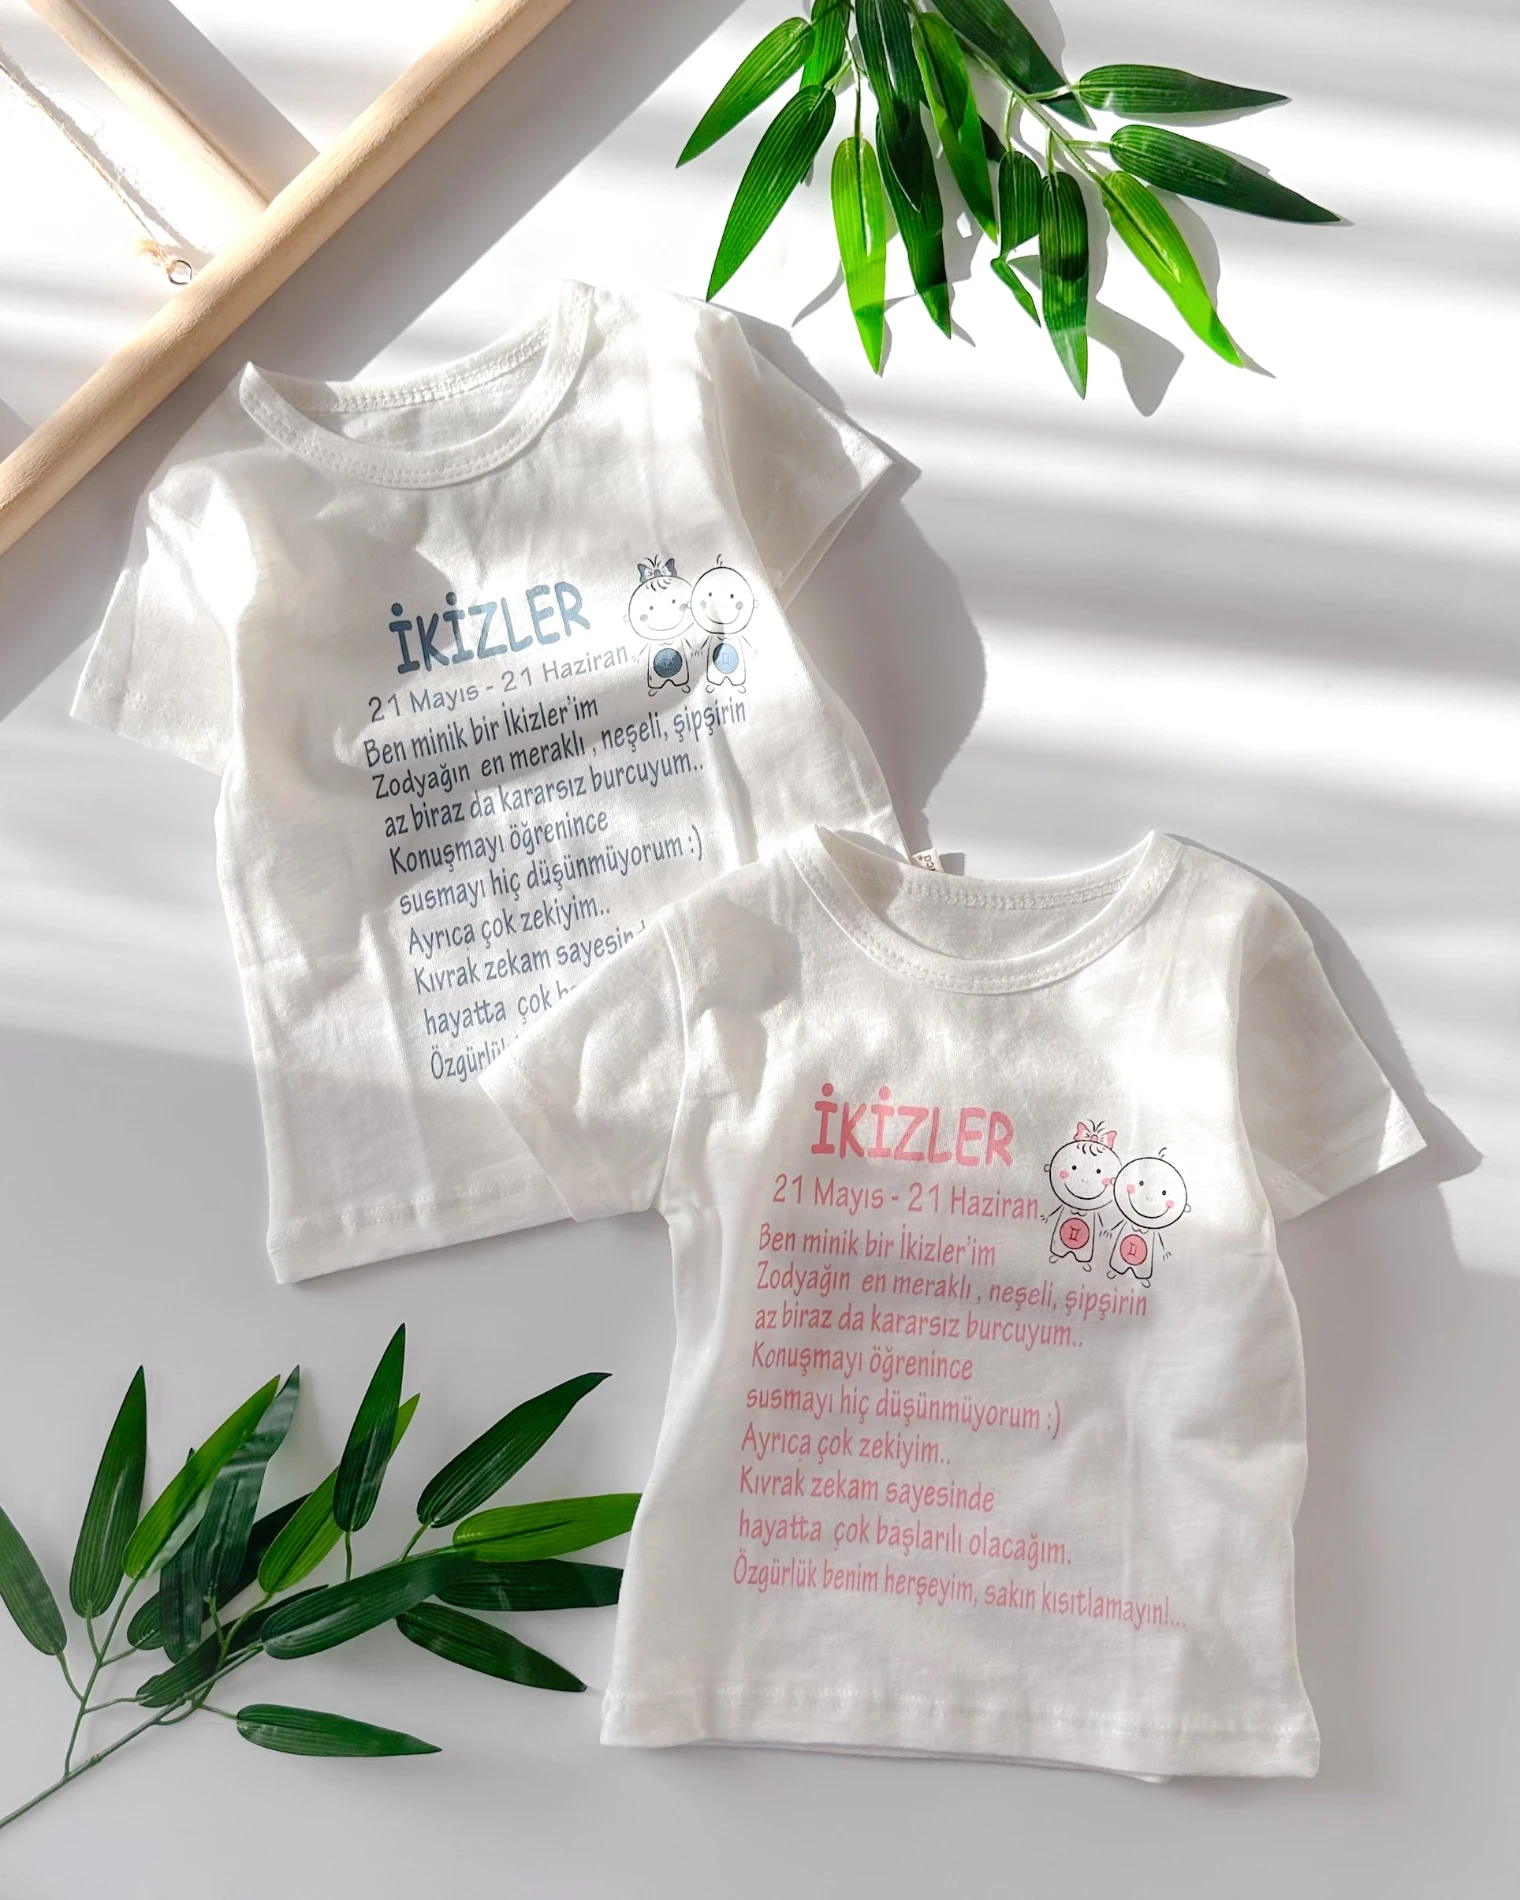 İKİZLER
21 Mayıs - 21 Haziran
Ben minik bir İkizler'im
Zodyağın en meraklı , neşeli, şipşirin
az biraz da kararsız burcuyum..
Konuşmayı öğrenince
susmayı hiç düşünmüyorum :)
Ayrıca çok zekiyim..
Kıvrak zekam
hayatta çok
İKİZLER
21 Mayıs - 21 Haziran
Ben minik bir İkizler'im
Zodyağın en meraklı , neşeli, şipşirin
az biraz da kararsız burcuyum..
Konuşmayı öğrenince
susmayı hiç düşünmüyorum :)
Ayrıca çok zekiyim..
Kıvrak zekam sayesinde
hayatta çok başlarılı olacağım.
Özgürlük benim herşeyim, sakın kısıtlamayın!...